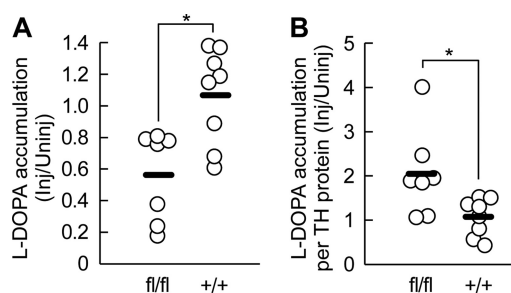 A
*
L-DOPA accumulation
(Inj/Uninj)
1.4
1.2
1.0
0.8
0.6
0.4
0.2
0
fl/fl
+/+
B
*
L-DOPA accumulation
per TH protein (Inj/Uninj)
5
4
3
2
1
0
fl/fl
+/+